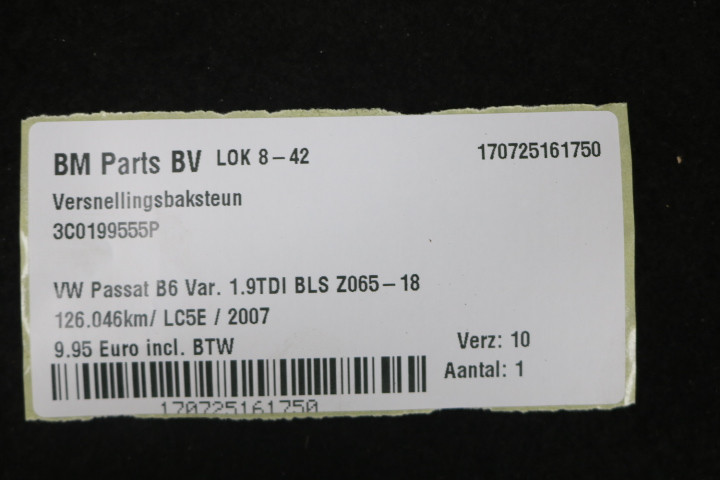 BM Parts BV LOK 8-42 170725161750
Versnellingsbaksteun
3C0199555P
VW Passat B6 Var. 1.9TDI BLS Z065-18
126.046km/ LC5E / 2007
9.95 Euro incl. BTW Verz: 10
Aantal: 1
170725161750